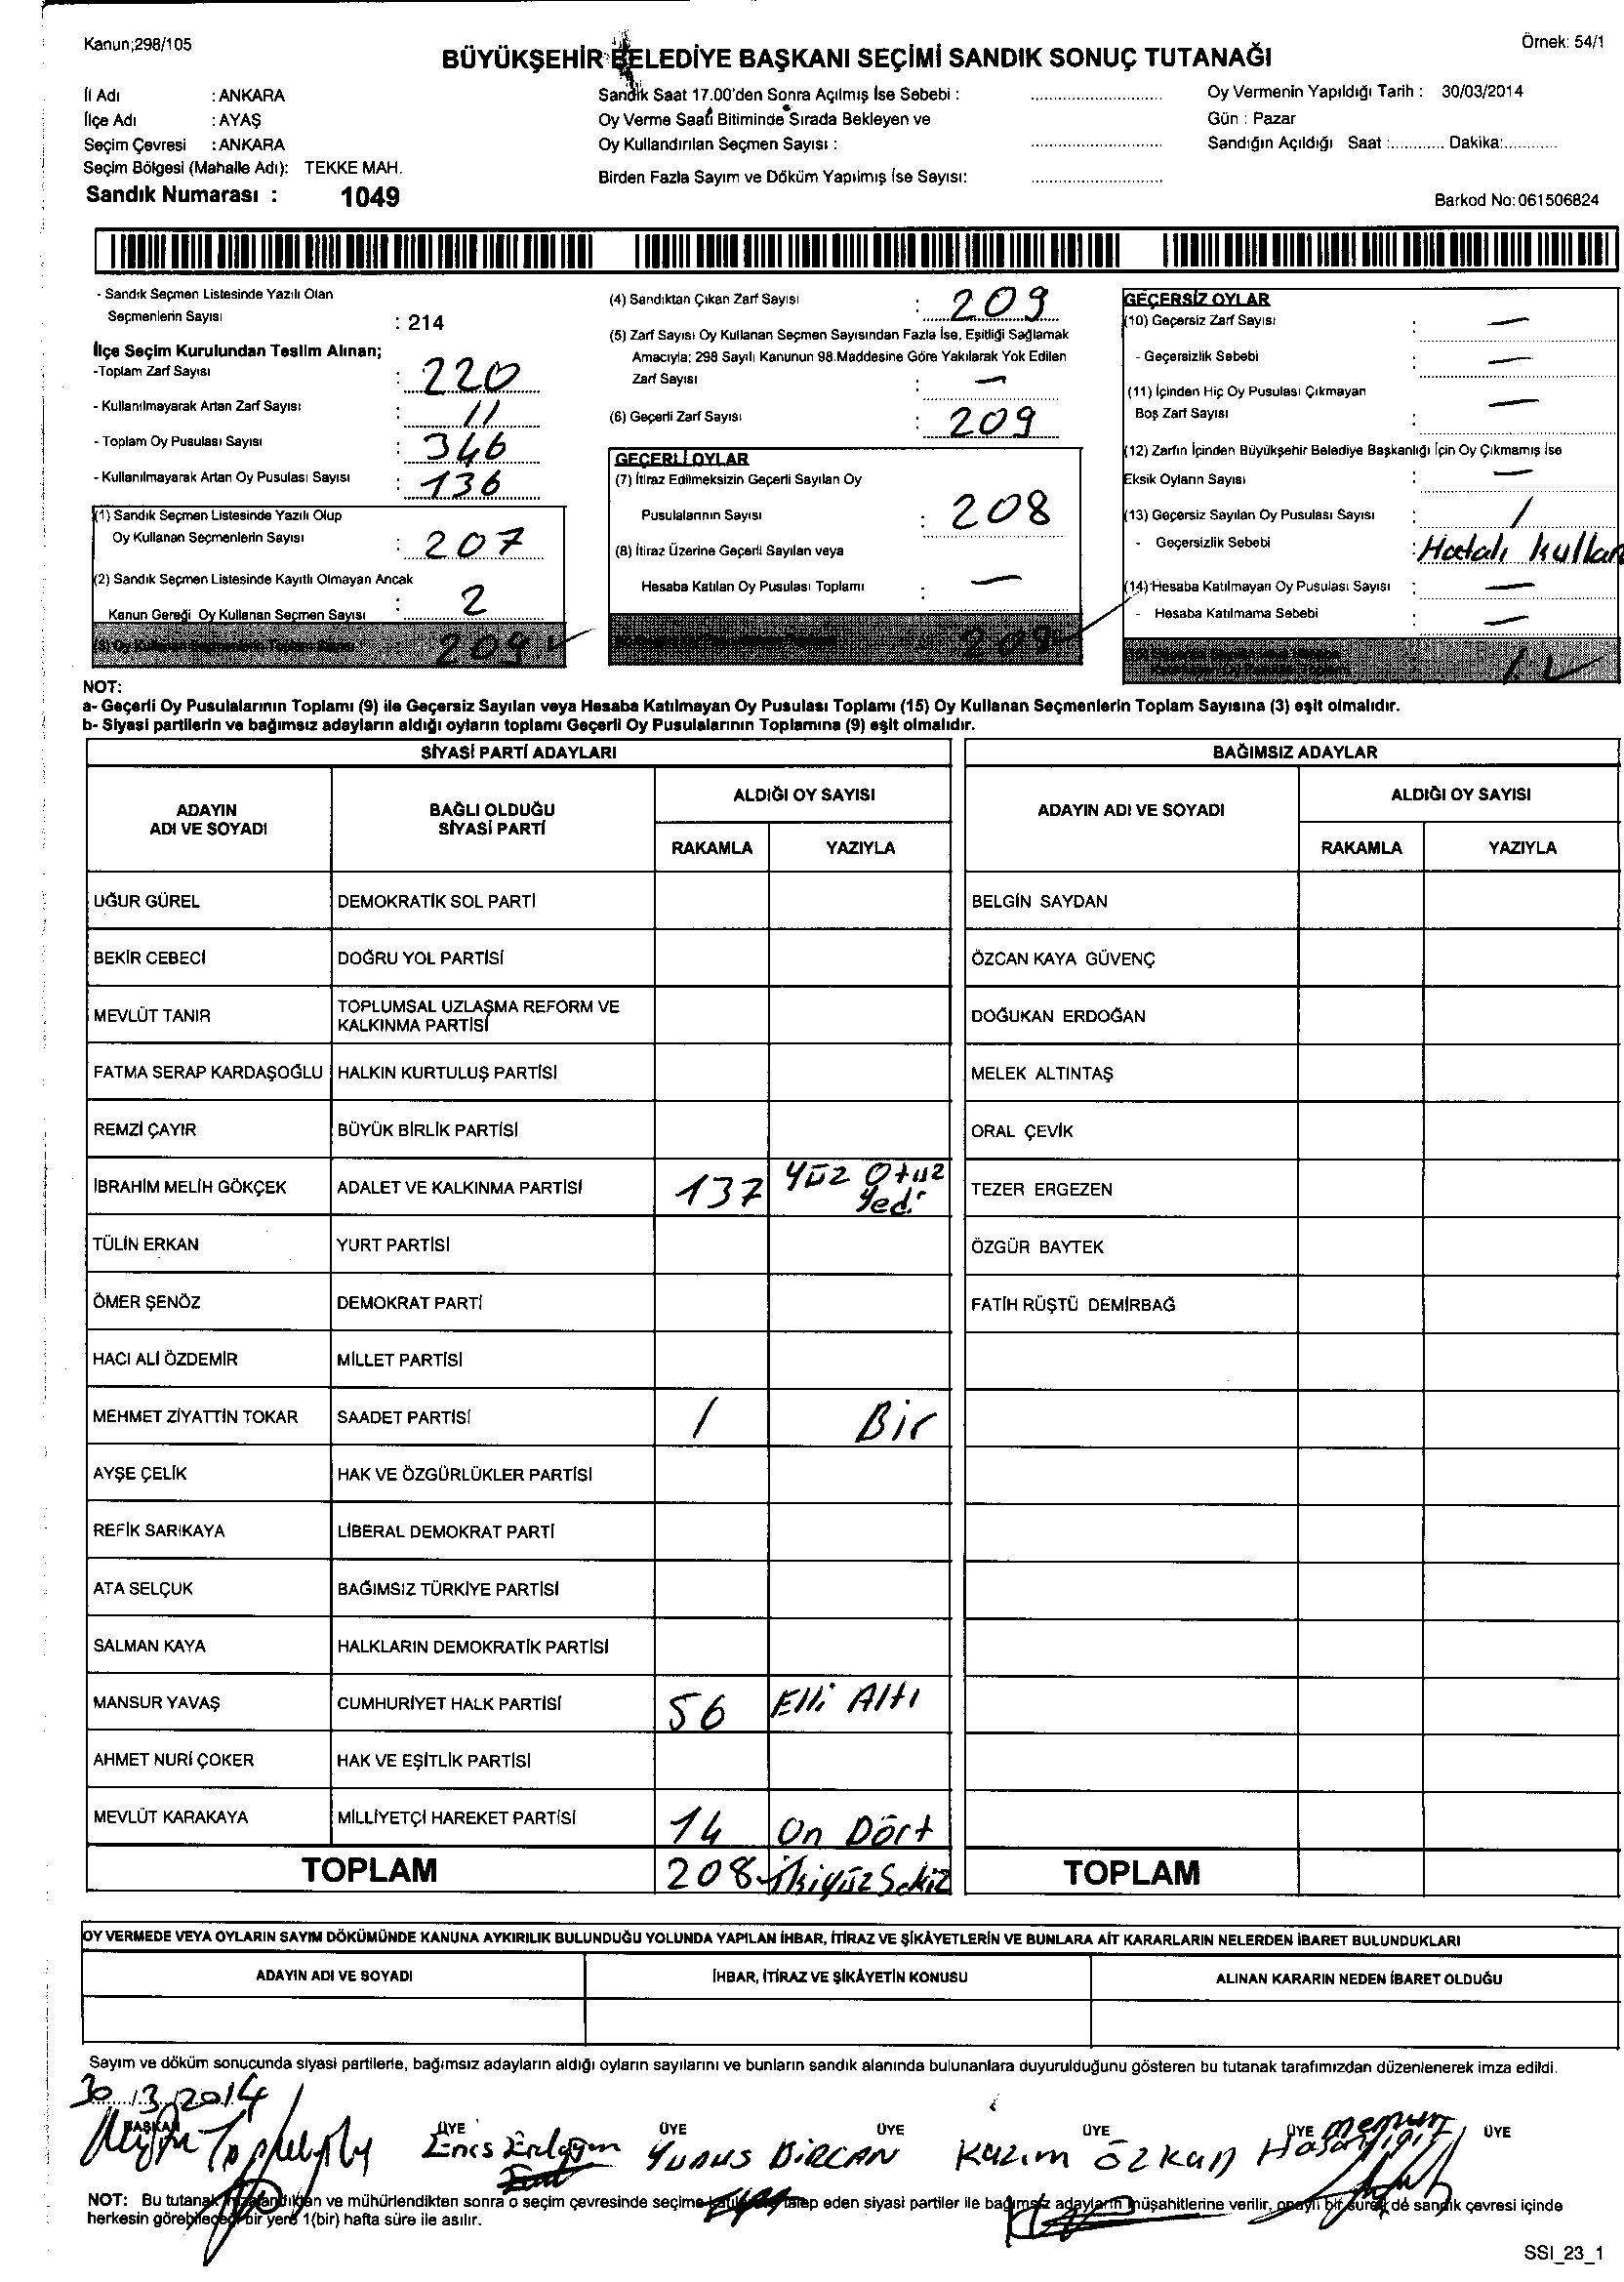 Kanun;298/105
Örnek: 54/1
BÜYÜKŞEHİR BELEDİYE BAŞKANI SEÇİMİ SANDIK SONUÇ TUTANAĞI
İl Adı : ANKARA
İlçe Adı : AYAŞ
Seçim Çevresi : ANKARA
Seçim Bölgesi (Mahalle Adı): TEKKE MAH.
Sandık Numarası : 1049
Sandık Saat 17.00'den Sonra Açılmış İse Sebebi :
Oy Verme Saati Bitiminde Sırada Bekleyen ve
Oy Kullandırılan Seçmen Sayısı :
Birden Fazla Sayım ve Döküm Yapılmış İse Sayısı:
Oy Vermenin Yapıldığı Tarih : 30/03/2014
Gün : Pazar
Sandığın Açıldığı Saat :........... Dakika:...........
Barkod No:061506824
- Sandık Seçmen Listesinde Yazılı Olan
Seçmenlerin Sayısı : 214
İlçe Seçim Kurulundan Teslim Alınan;
-Toplam Zarf Sayısı : 220
- Kullanılmayarak Artan Zarf Sayısı : 11
- Toplam Oy Pusulası Sayısı : 346
- Kullanılmayarak Artan Oy Pusulası Sayısı : 136
(1) Sandık Seçmen Listesinde Yazılı Olup
Oy Kullanan Seçmenlerin Sayısı : 207
(2) Sandık Seçmen Listesinde Kayıtlı Olmayan Ancak
Kanun Gereği Oy Kullanan Seçmen Sayısı : 2
(3) Oy Kullanan Seçmenlerin Toplam Sayısı 209
(4) Sandıktan Çıkan Zarf Sayısı : 209
(5) Zarf Sayısı Oy Kullanan Seçmen Sayısından Fazla İse, Eşitliği Sağlamak
Amacıyla; 298 Sayılı Kanunun 98.Maddesine Göre Yakılarak Yok Edilen
Zarf Sayısı : —
(6) Geçerli Zarf Sayısı : 209
GEÇERLİ OYLAR
(7) İtiraz Edilmeksizin Geçerli Sayılan Oy
Pusulalarının Sayısı : 208
(8) İtiraz Üzerine Geçerli Sayılan veya
Hesaba Katılan Oy Pusulası Toplamı : —
208
GEÇERSİZ OYLAR
(10) Geçersiz Zarf Sayısı : —
- Geçersizlik Sebebi : —
(11) İçinden Hiç Oy Pusulası Çıkmayan
Boş Zarf Sayısı : —
(12) Zarfın İçinden Büyükşehir Belediye Başkanlığı İçin Oy Çıkmamış İse
Eksik Oyların Sayısı : —
(13) Geçersiz Sayılan Oy Pusulası Sayısı : 1
- Geçersizlik Sebebi : Hatalı kullan
(14) Hesaba Katılmayan Oy Pusulası Sayısı : —
- Hesaba Katılmama Sebebi : —
1
NOT:
a- Geçerli Oy Pusulalarının Toplamı (9) ile Geçersiz Sayılan veya Hesaba Katılmayan Oy Pusulası Toplamı (15) Oy Kullanan Seçmenlerin Toplam Sayısına (3) eşit olmalıdır.
b- Siyasi partilerin ve bağımsız adayların aldığı oyların toplamı Geçerli Oy Pusulalarının Toplamına (9) eşit olmalıdır.
SİYASİ PARTİ ADAYLARI
ADAYIN ADI VE SOYADI
BAĞLI OLDUĞU SİYASİ PARTİ
ALDIĞI OY SAYISI
RAKAMLA YAZIYLA
UĞUR GÜREL DEMOKRATİK SOL PARTİ
BEKİR CEBECİ DOĞRU YOL PARTİSİ
MEVLÜT TANIR TOPLUMSAL UZLAŞMA REFORM VE KALKINMA PARTİSİ
FATMA SERAP KARDAŞOĞLU HALKIN KURTULUŞ PARTİSİ
REMZİ ÇAYIR BÜYÜK BİRLİK PARTİSİ
İBRAHİM MELİH GÖKÇEK ADALET VE KALKINMA PARTİSİ 137 Yüz Otuz Yedi
TÜLİN ERKAN YURT PARTİSİ
ÖMER ŞENÖZ DEMOKRAT PARTİ
HACI ALİ ÖZDEMİR MİLLET PARTİSİ
MEHMET ZİYATTİN TOKAR SAADET PARTİSİ 1 Bir
AYŞE ÇELİK HAK VE ÖZGÜRLÜKLER PARTİSİ
REFİK SARIKAYA LİBERAL DEMOKRAT PARTİ
ATA SELÇUK BAĞIMSIZ TÜRKİYE PARTİSİ
SALMAN KAYA HALKLARIN DEMOKRATİK PARTİSİ
MANSUR YAVAŞ CUMHURİYET HALK PARTİSİ 56 Elli Altı
AHMET NURİ ÇOKER HAK VE EŞİTLİK PARTİSİ
MEVLÜT KARAKAYA MİLLİYETÇİ HAREKET PARTİSİ 14 On Dört
TOPLAM 208 İkiyüzSekiz
BAĞIMSIZ ADAYLAR
ADAYIN ADI VE SOYADI
ALDIĞI OY SAYISI
RAKAMLA YAZIYLA
BELGİN SAYDAN
ÖZCAN KAYA GÜVENÇ
DOĞUKAN ERDOĞAN
MELEK ALTINTAŞ
ORAL ÇEVİK
TEZER ERGEZEN
ÖZGÜR BAYTEK
FATİH RÜŞTÜ DEMİRBAĞ
TOPLAM
OY VERMEDE VEYA OYLARIN SAYIM DÖKÜMÜNDE KANUNA AYKIRILIK BULUNDUĞU YOLUNDA YAPILAN İHBAR, İTİRAZ VE ŞİKÂYETLERİN VE BUNLARA AİT KARARLARIN NELERDEN İBARET BULUNDUKLARI
ADAYIN ADI VE SOYADI
İHBAR, İTİRAZ VE ŞİKÂYETİN KONUSU
ALINAN KARARIN NEDEN İBARET OLDUĞU
Sayım ve döküm sonucunda siyasi partilerle, bağımsız adayların aldığı oyların sayılarını ve bunların sandık alanında bulunanlara duyurulduğunu gösteren bu tutanak tarafımızdan düzenlenerek imza edildi.
30/3/2014
BAŞKAN ÜYE ÜYE ÜYE ÜYE ÜYE ÜYE
Enes Yunus BİRCAN Kazım Özkan Hasan memur
NOT: Bu tutanak imzalandıktan ve mühürlendikten sonra o seçim çevresinde seçime katılan talep eden siyasi partiler ile bağımsız adayların müşahitlerine verilir, onaylı bir sureti de sandık çevresi içinde
herkesin görebileceği bir yere 1(bir) hafta süre ile asılır.
SSI_23_1